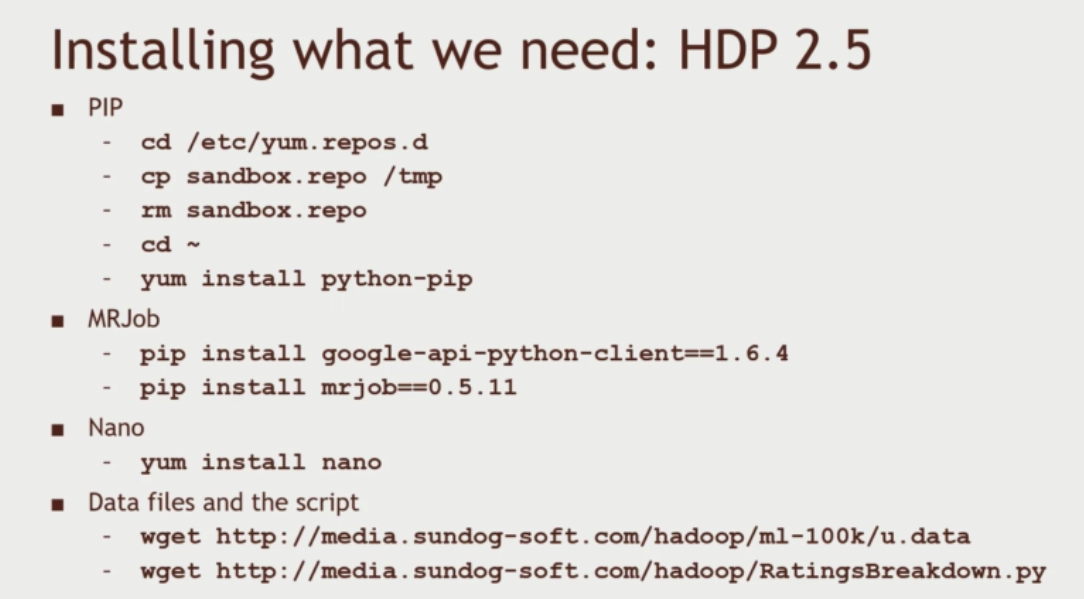 Installing what we need: HDP 2.5
■ PIP
- cd /etc/yum.repos.d
- cp sandbox.repo /tmp
- rm sandbox.repo
- cd ~
- yum install python-pip
■ MRJob
- pip install google-api-python-client==1.6.4
- pip install mrjob==0.5.11
■ Nano
- yum install nano
■ Data files and the script
- wget http://media.sundog-soft.com/hadoop/ml-100k/u.data
- wget http://media.sundog-soft.com/hadoop/RatingsBreakdown.py